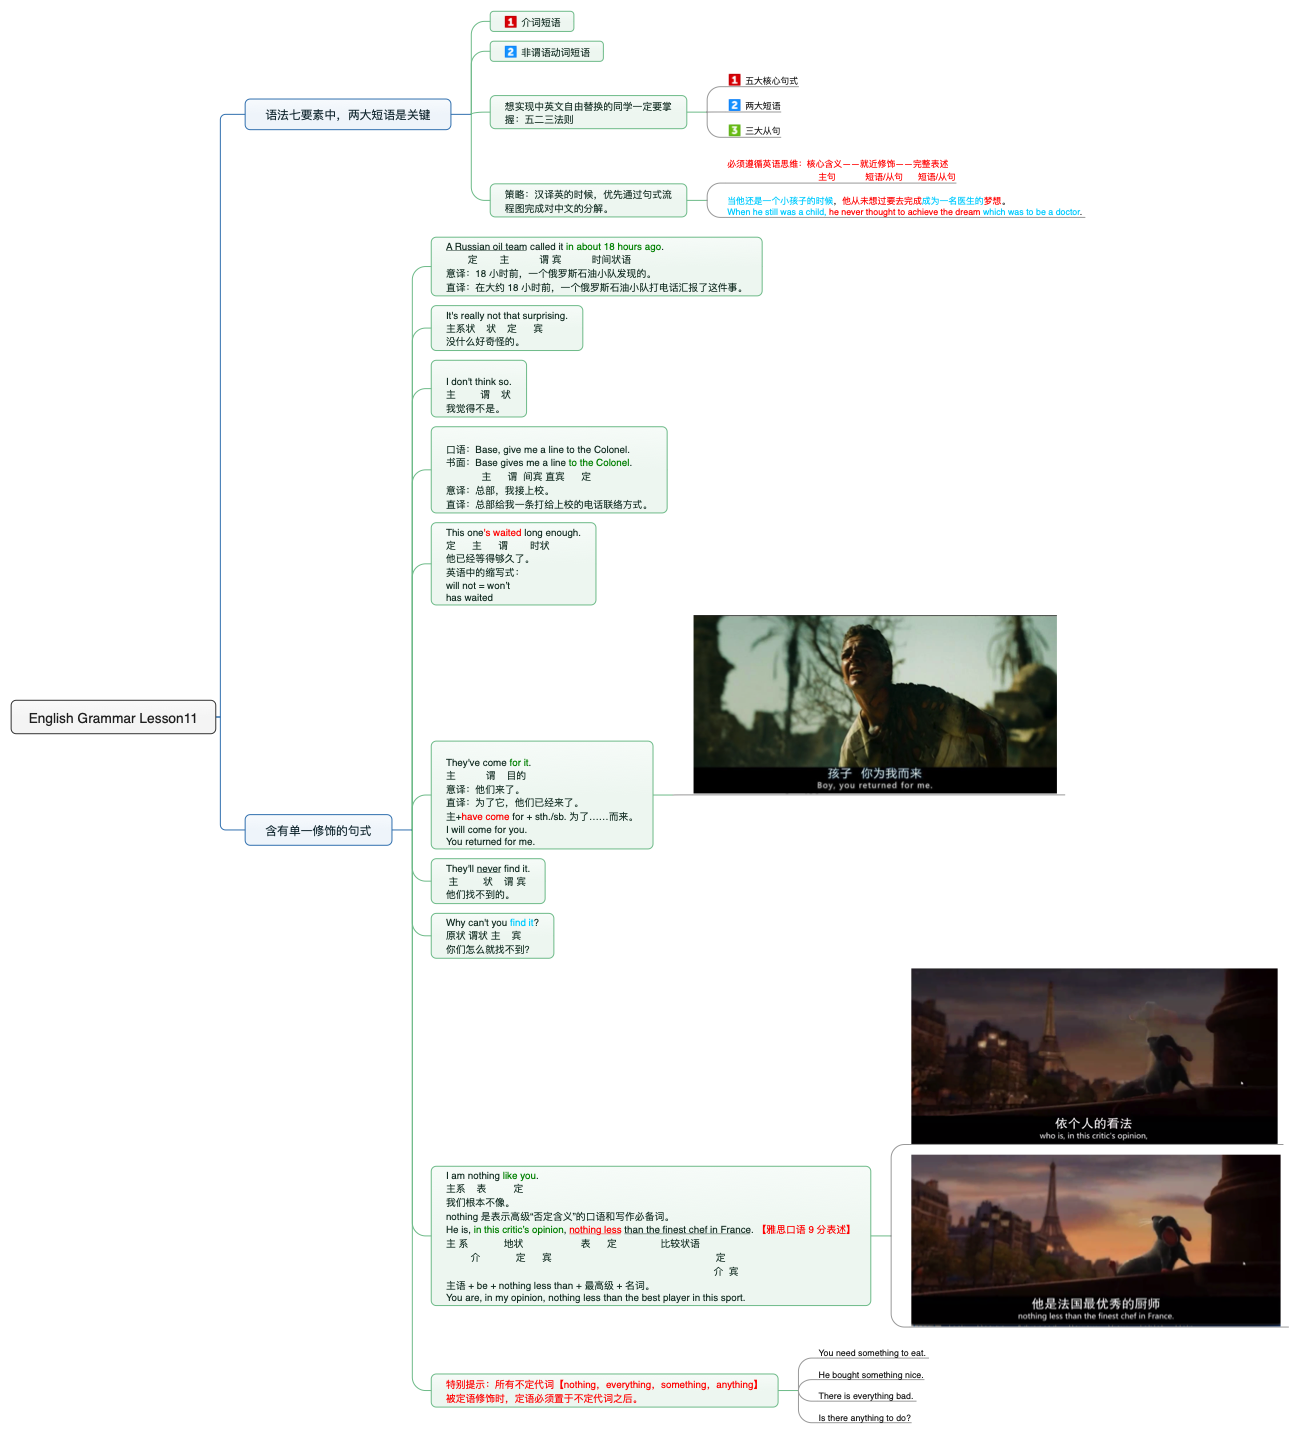 English Grammar Lesson11
语法七要素中，两大短语是关键
1 介词短语
2 非谓语动词短语
想实现中英文自由替换的同学一定要掌
握：五二三法则
1 五大核心句式
2 两大短语
3 三大从句
策略：汉译英的时候，优先通过句式流
程图完成对中文的分解。
必须遵循英语思维：核心含义——就近修饰——完整表述
主句 短语/从句 短语/从句
当他还是一个小孩子的时候，他从未想过要去完成成为一名医生的梦想。
When he still was a child, he never thought to achieve the dream which was to be a doctor.
含有单一修饰的句式
A Russian oil team called it in about 18 hours ago.
定 主 谓 宾 时间状语
意译：18 小时前，一个俄罗斯石油小队发现的。
直译：在大约 18 小时前，一个俄罗斯石油小队打电话汇报了这件事。
It's really not that surprising.
主系状 状 定 宾
没什么好奇怪的。
I don't think so.
主 谓 状
我觉得不是。
口语：Base, give me a line to the Colonel.
书面：Base gives me a line to the Colonel.
主 谓 间宾 直宾 定
意译：总部，我接上校。
直译：总部给我一条打给上校的电话联络方式。
This one's waited long enough.
定 主 谓 时状
他已经等得够久了。
英语中的缩写式：
will not = won't
has waited
They've come for it.
主 谓 目的
意译：他们来了。
直译：为了它，他们已经来了。
主+have come for + sth./sb. 为了……而来。
I will come for you.
You returned for me.
孩子 你为我而来
Boy, you returned for me.
They'll never find it.
主 状 谓 宾
他们找不到的。
Why can't you find it?
原状 谓状 主 宾
你们怎么就找不到?
I am nothing like you.
主系 表 定
我们根本不像。
nothing 是表示高级“否定含义”的口语和写作必备词。
He is, in this critic's opinion, nothing less than the finest chef in France. 【雅思口语 9 分表述】
主 系 地状 表 定 比较状语
介 定 宾 定
介 宾
主语 + be + nothing less than + 最高级 + 名词。
You are, in my opinion, nothing less than the best player in this sport.
依个人的看法
who is, in this critic's opinion,
他是法国最优秀的厨师
nothing less than the finest chef in France.
特别提示：所有不定代词【nothing，everything，something，anything】
被定语修饰时，定语必须置于不定代词之后。
You need something to eat.
He bought something nice.
There is everything bad.
Is there anything to do?